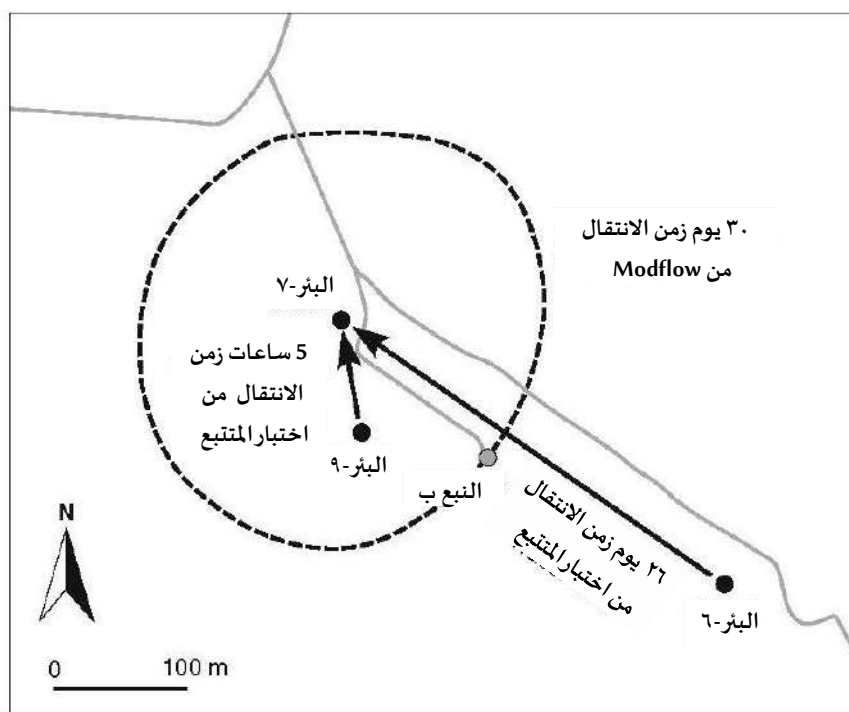 ٣٠ يوم زمن الانتقال
من Modflow
البئر-٧
5 ساعات زمن
الانتقال من
اختبار المتتبع
البئر-٩
النبع ب
٢٦ يوم زمن الانتقال
من اختبار المتتبع
البئر-٦
N
0 100 m